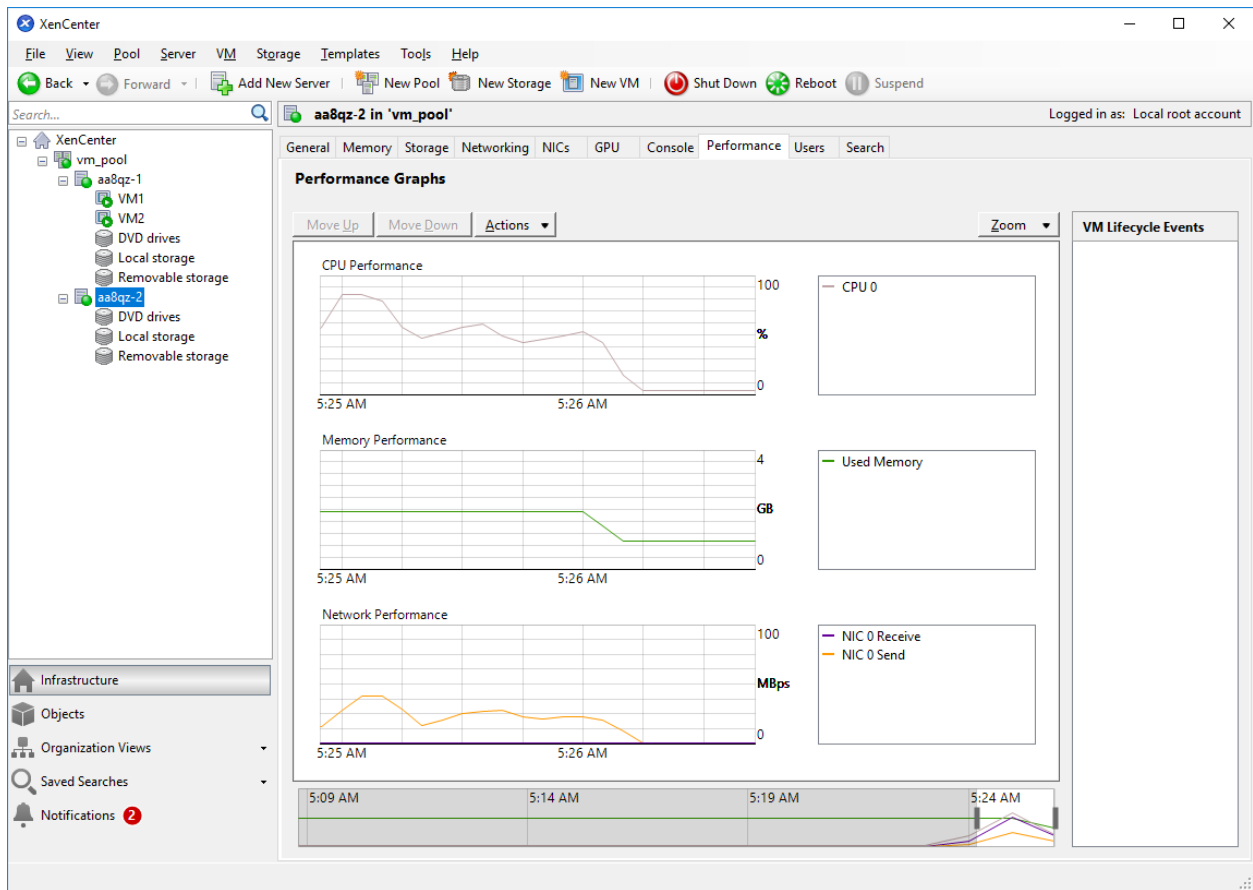 XenCenter
File View Pool Server VM Storage Templates Tools Help
Back Forward Add New Server New Pool New Storage New VM Shut Down Reboot Suspend
Search...
aa8qz-2 in 'vm_pool' Logged in as: Local root account
XenCenter
vm_pool
aa8qz-1
VM1
VM2
DVD drives
Local storage
Removable storage
aa8qz-2
DVD drives
Local storage
Removable storage
Infrastructure
Objects
Organization Views
Saved Searches
Notifications 2
General Memory Storage Networking NICs GPU Console Performance Users Search
Performance Graphs
Move Up Move Down Actions Zoom
CPU Performance
100
%
0
5:25 AM 5:26 AM
CPU 0
Memory Performance
4
GB
0
5:25 AM 5:26 AM
Used Memory
Network Performance
100
MBps
0
5:25 AM 5:26 AM
NIC 0 Receive
NIC 0 Send
5:09 AM 5:14 AM 5:19 AM 5:24 AM
VM Lifecycle Events